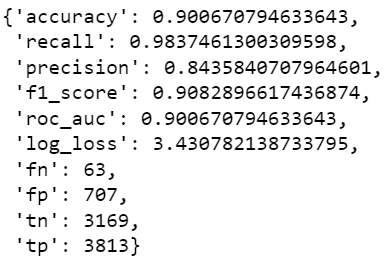 {'accuracy': 0.900670794633643,
'recall': 0.9837461300309598,
'precision': 0.8435840707964601,
'f1_score': 0.9082896617436874,
'roc_auc': 0.900670794633643,
'log_loss': 3.430782138733795,
'fn': 63,
'fp': 707,
'tn': 3169,
'tp': 3813}